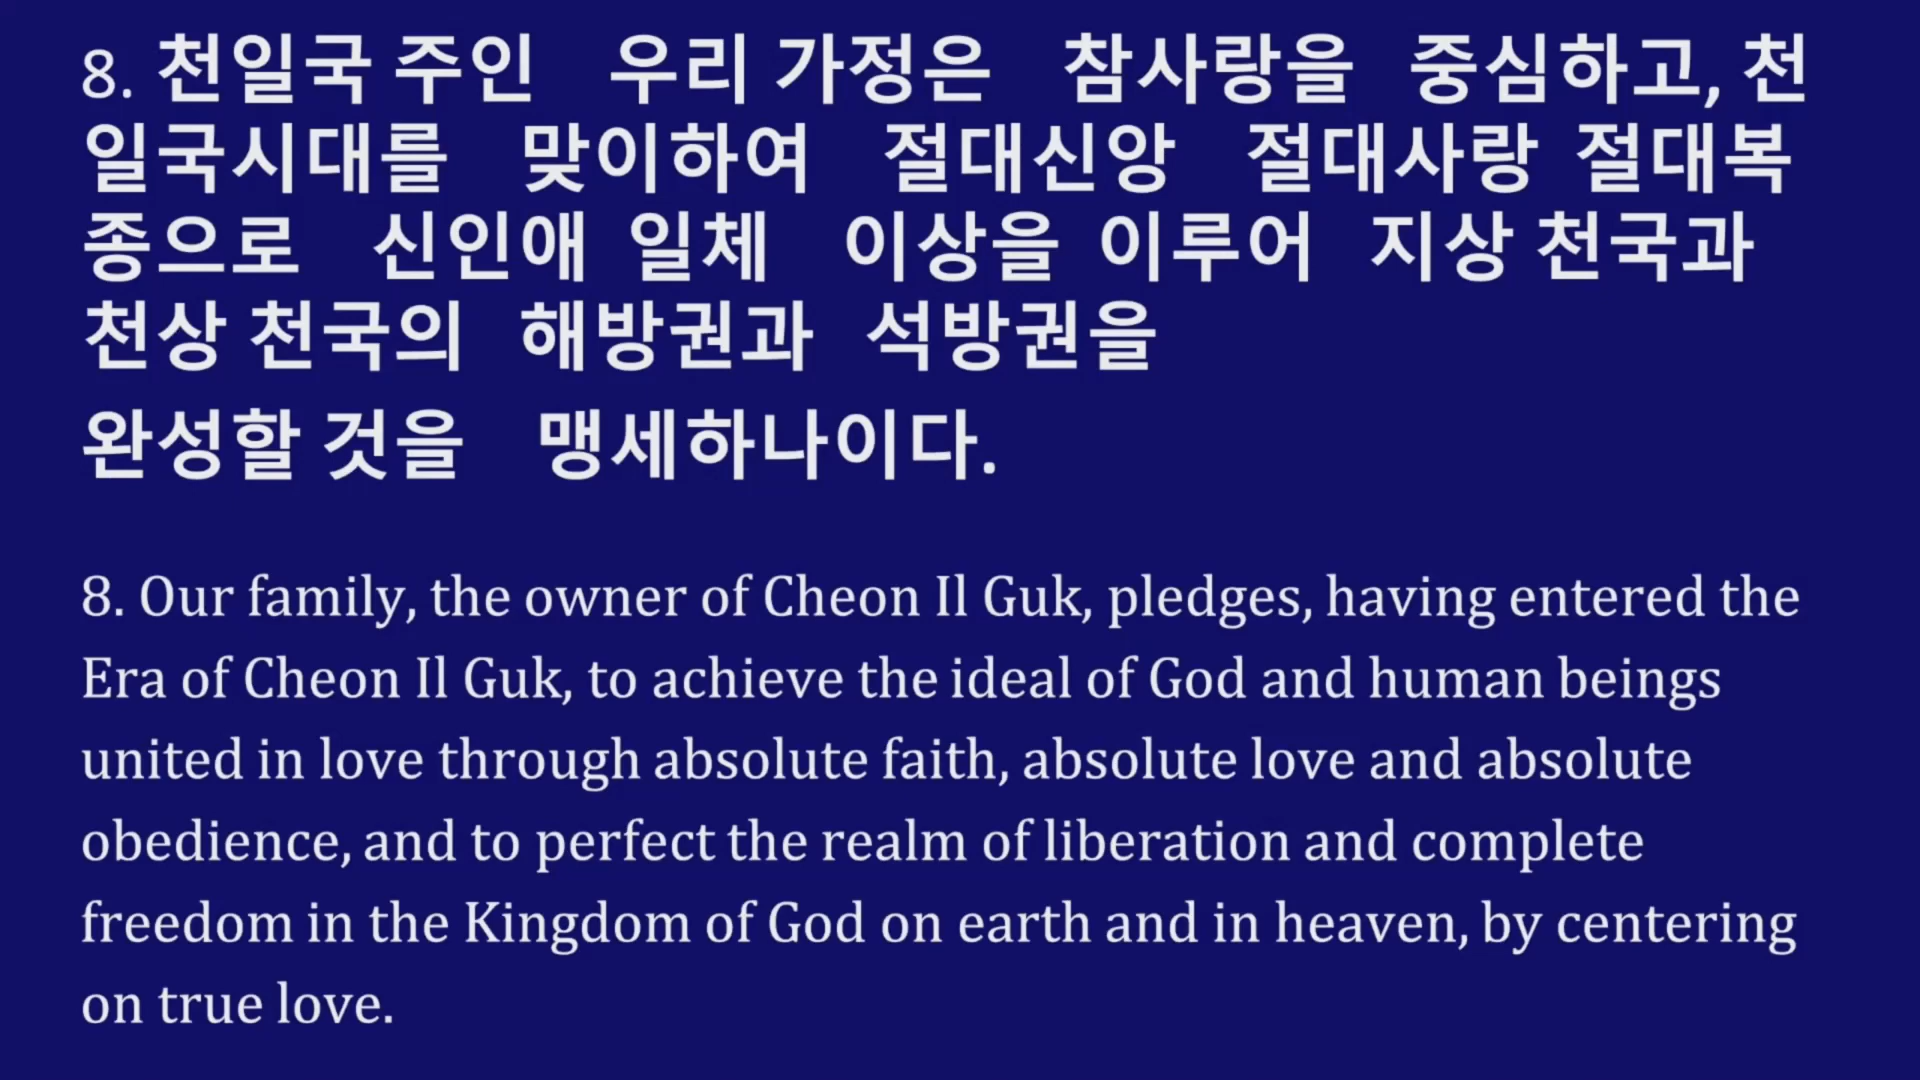 8. 천일국 주인 우리 가정은 참사랑을 중심하고, 천
일국시대를 맞이하여 절대신앙 절대사랑 절대복
종으로 신인애 일체 이상을 이루어 지상 천국과
천상 천국의 해방권과 석방권을
완성할 것을 맹세하나이다.
8. Our family, the owner of Cheon Il Guk, pledges, having entered the
Era of Cheon Il Guk, to achieve the ideal of God and human beings
united in love through absolute faith, absolute love and absolute
obedience, and to perfect the realm of liberation and complete
freedom in the Kingdom of God on earth and in heaven, by centering
on true love.